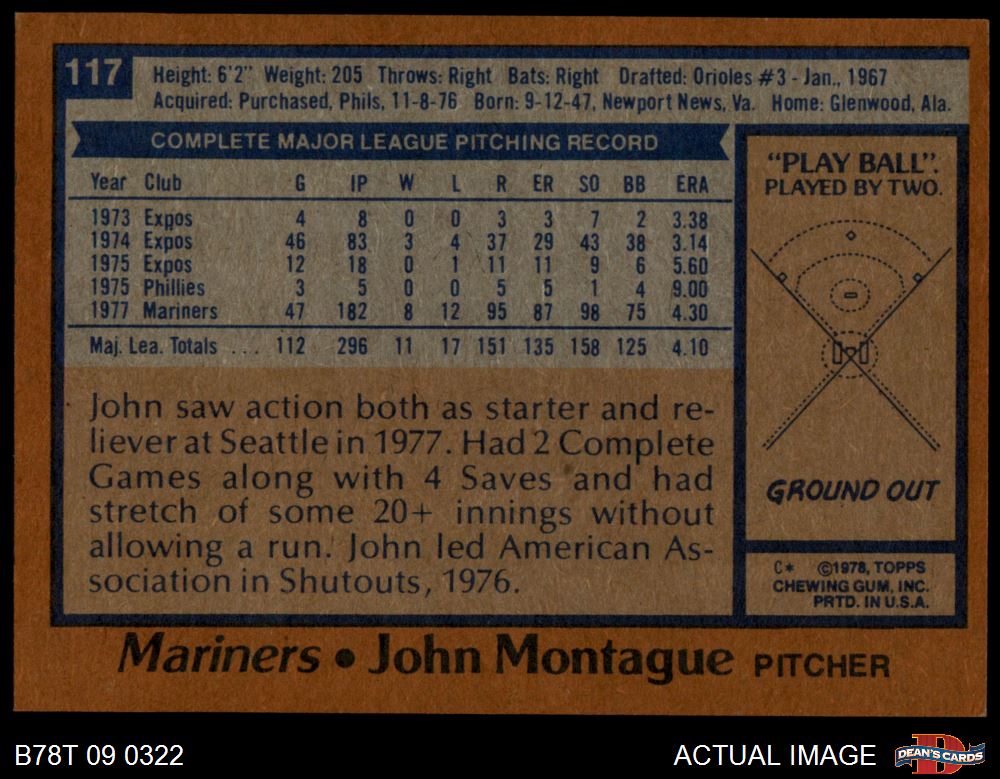 117
Height: 6'2" Weight: 205 Throws: Right Bats: Right Drafted: Orioles #3 - Jan., 1967
Acquired: Purchased, Phils, 11-8-76 Born: 9-12-47, Newport News, Va. Home: Glenwood, Ala.
COMPLETE MAJOR LEAGUE PITCHING RECORD
Year Club G IP W L R ER SO BB ERA
1973 Expos 4 8 0 0 3 3 7 2 3.38
1974 Expos 46 83 3 4 37 29 43 38 3.14
1975 Expos 12 18 0 1 11 11 9 6 5.60
1975 Phillies 3 5 0 0 5 5 1 4 9.00
1977 Mariners 47 182 8 12 95 87 98 75 4.30
Maj. Lea. Totals ... 112 296 11 17 151 135 158 125 4.10
John saw action both as starter and re-
liever at Seattle in 1977. Had 2 Complete
Games along with 4 Saves and had
stretch of some 20+ innings without
allowing a run. John led American As-
sociation in Shutouts, 1976.
"PLAY BALL".
PLAYED BY TWO.
GROUND OUT
C* ©1978, TOPPS
CHEWING GUM, INC.
PRTD. IN U.S.A.
Mariners • John Montague PITCHER
B78T 09 0322
ACTUAL IMAGE
D
DEAN'S CARDS